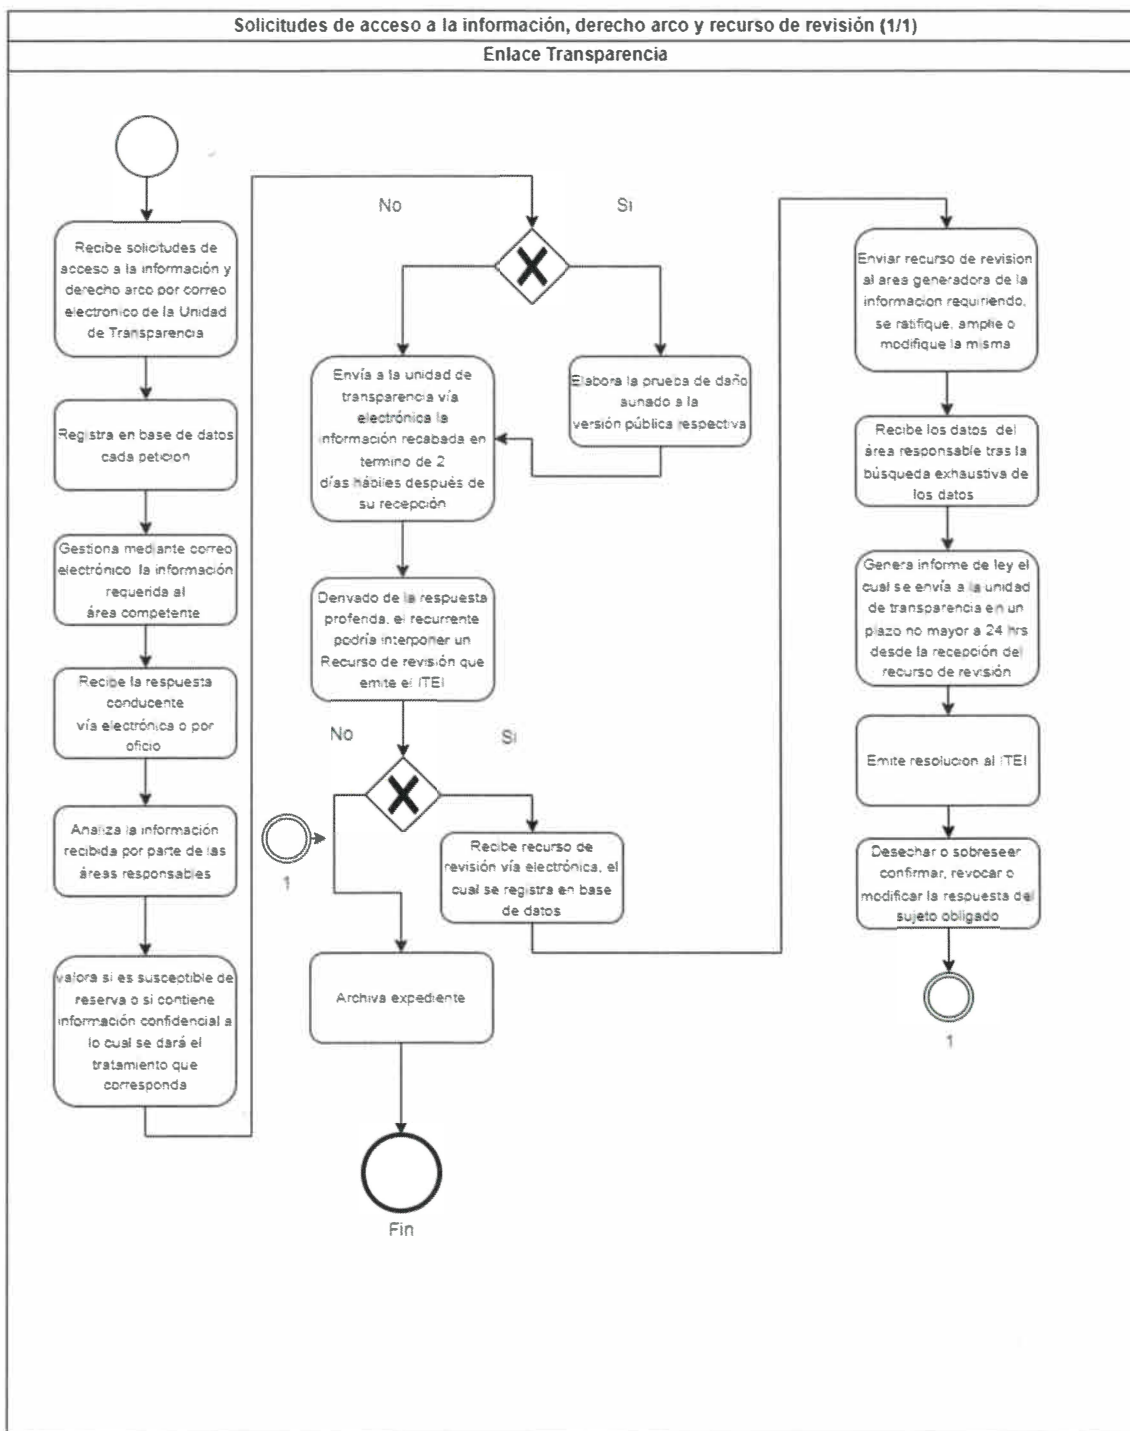 Solicitudes de acceso a la información, derecho arco y recurso de revisión (1/1)
Enlace Transparencia
Recibe solicitudes de
acceso a la información y
derecho arco por correo
electronico de la Unidad
de Transparencia
Registra en base de datos
cada peticion
Gestiona mediante correo
electrónico la información
requerida al
área competente
Recibe la respuesta
conducente
vía electrónica o por
oficio
Analiza la información
recibida por parte de las
áreas responsables
valora si es susceptible de
reserva o si contiene
información confidencial a
lo cual se dará el
tratamiento que
corresponda
No
Si
Elabora la prueba de daño
aunado a la
versión pública respectiva
Envía a la unidad de
transparencia vía
electrónica la
información recabada en
termino de 2
días hábiles después de
su recepción
Derivado de la respuesta
proferida, el recurrente
podría interponer un
Recurso de revisión que
emite el ITEI
No
Si
1
Recibe recurso de
revisión vía electrónica, el
cual se registra en base
de datos
Archiva expediente
Fin
Enviar recurso de revision
al area generadora de la
informacion requiriendo,
se ratifique, amplie o
modifique la misma
Recibe los datos del
área responsable tras la
búsqueda exhaustiva de
los datos
Genera informe de ley el
cual se envía a la unidad
de transparencia en un
plazo no mayor a 24 hrs
desde la recepción del
recurso de revisión
Emite resolucion al ITEI
Desechar o sobreseer
confirmar, revocar o
modificar la respuesta del
sujeto obligado
1